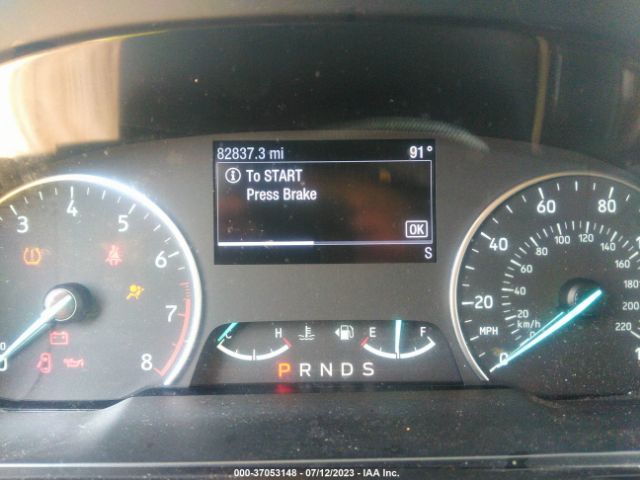 82837.3 mi 91°
i To START
Press Brake
OK
S
3 4 5 6 7 8
0
C H E F
P R N D S
0 20 40 60 80
MPH
km/h
20 40 60 80 100 120 140 160 180 200 220
000-37053148 - 07/12/2023 - IAA Inc.